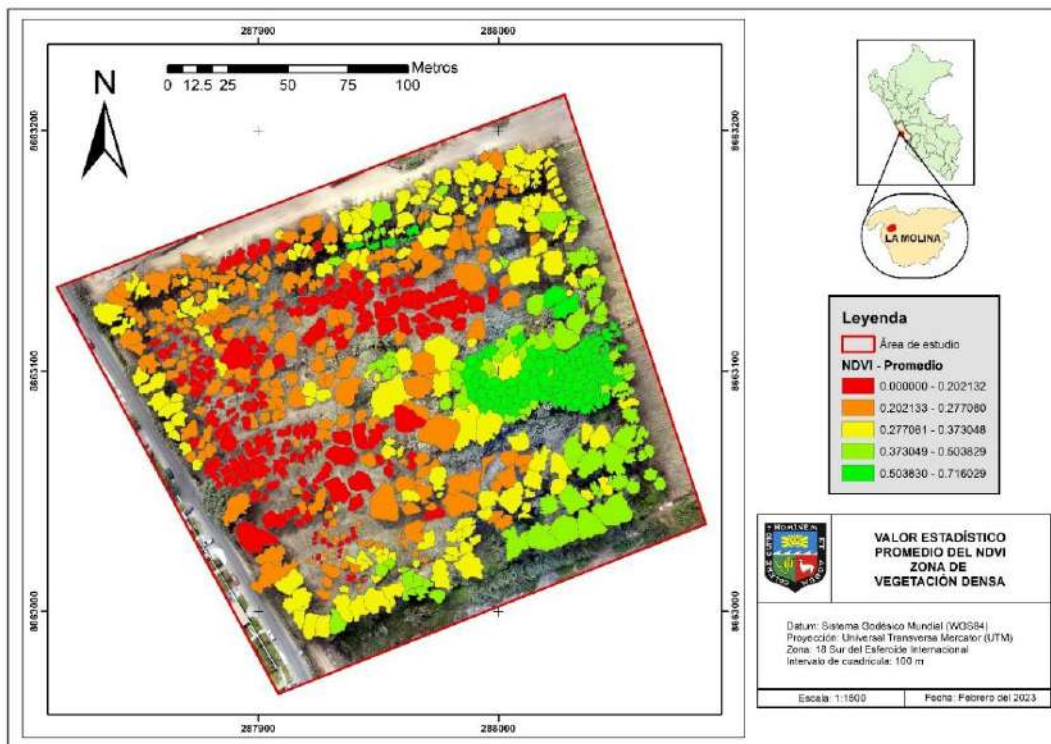 287900
288000
N
Metros
0 12.5 25 50 75 100
8663200
8663200
8663100
8663100
8663000
8663000
287900
288000
LA MOLINA
Leyenda
Área de estudio
NDVI - Promedio
0.000000 - 0.202132
0.202133 - 0.277060
0.277061 - 0.373048
0.373049 - 0.503829
0.503830 - 0.716029
VALOR ESTADÍSTICO
PROMEDIO DEL NDVI
ZONA DE
VEGETACIÓN DENSA
Datum: Sistema Godésico Mundial (WGS84)
Proyección: Universal Transversa Mercator (UTM)
Zona: 18 Sur del Esferoide Internacional
Intervalo de cuadrícula: 100 m
Escala: 1:1500
Fecha: Febrero del 2023